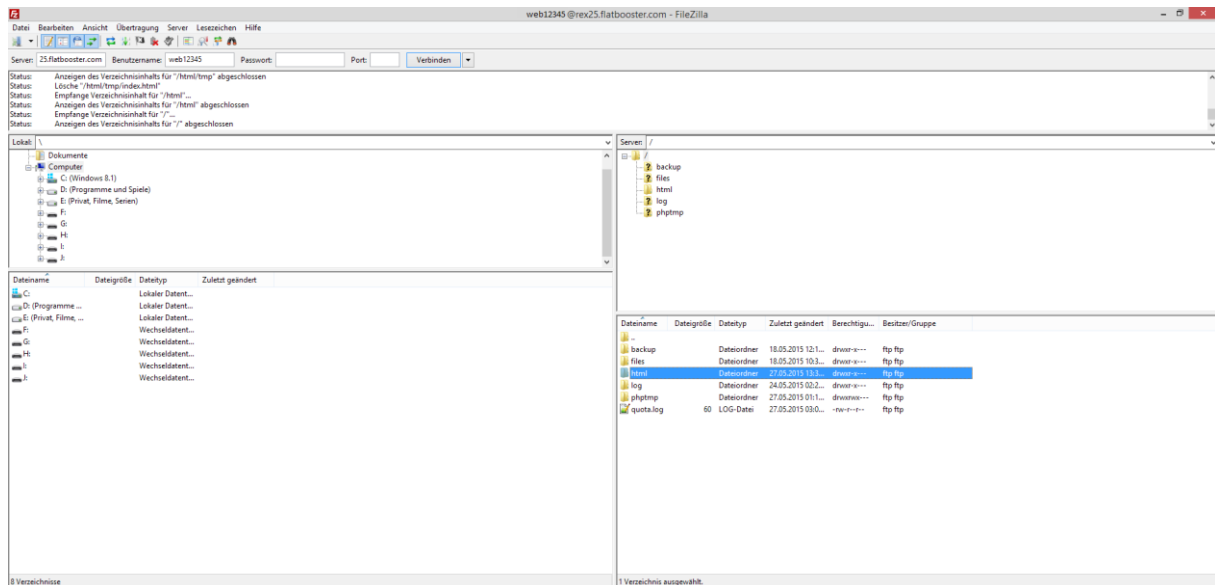 web12345@rex25.flatbooster.com - FileZilla
Datei Bearbeiten Ansicht Übertragung Server Lesezeichen Hilfe
Server: 25.flatbooster.com Benutzername: web12345 Passwort: Port: Verbinden
Status: Anzeigen des Verzeichnisinhalts für "/html/tmp" abgeschlossen
Status: Lösche "/html/tmp/index.html"
Status: Empfange Verzeichnisinhalt für "/html"...
Status: Anzeigen des Verzeichnisinhalts für "/html" abgeschlossen
Status: Empfange Verzeichnisinhalt für "/"...
Status: Anzeigen des Verzeichnisinhalts für "/" abgeschlossen
Lokal: \
Dokumente
Computer
C: (Windows 8.1)
D: (Programme und Spiele)
E: (Privat, Filme, Serien)
F:
G:
H:
I:
J:
Dateiname Dateigröße Dateityp Zuletzt geändert
C: Lokaler Datent...
D: (Programme ... Lokaler Datent...
E: (Privat, Filme, ... Lokaler Datent...
F: Wechseldatent...
G: Wechseldatent...
H: Wechseldatent...
I: Wechseldatent...
J: Wechseldatent...
8 Verzeichnisse
Server: /
/
backup
files
html
log
phptmp
Dateiname Dateigröße Dateityp Zuletzt geändert Berechtigu... Besitzer/Gruppe
..
backup Dateiordner 18.05.2015 12:1... drwxr-x--- ftp ftp
files Dateiordner 18.05.2015 10:3... drwxr-x--- ftp ftp
html Dateiordner 27.05.2015 13:3... drwxr-x--- ftp ftp
log Dateiordner 24.05.2015 02:2... drwxr-x--- ftp ftp
phptmp Dateiordner 27.05.2015 01:1... drwxrwx--- ftp ftp
quota.log 60 LOG-Datei 27.05.2015 03:0... -rw-r--r-- ftp ftp
1 Verzeichnis ausgewählt.